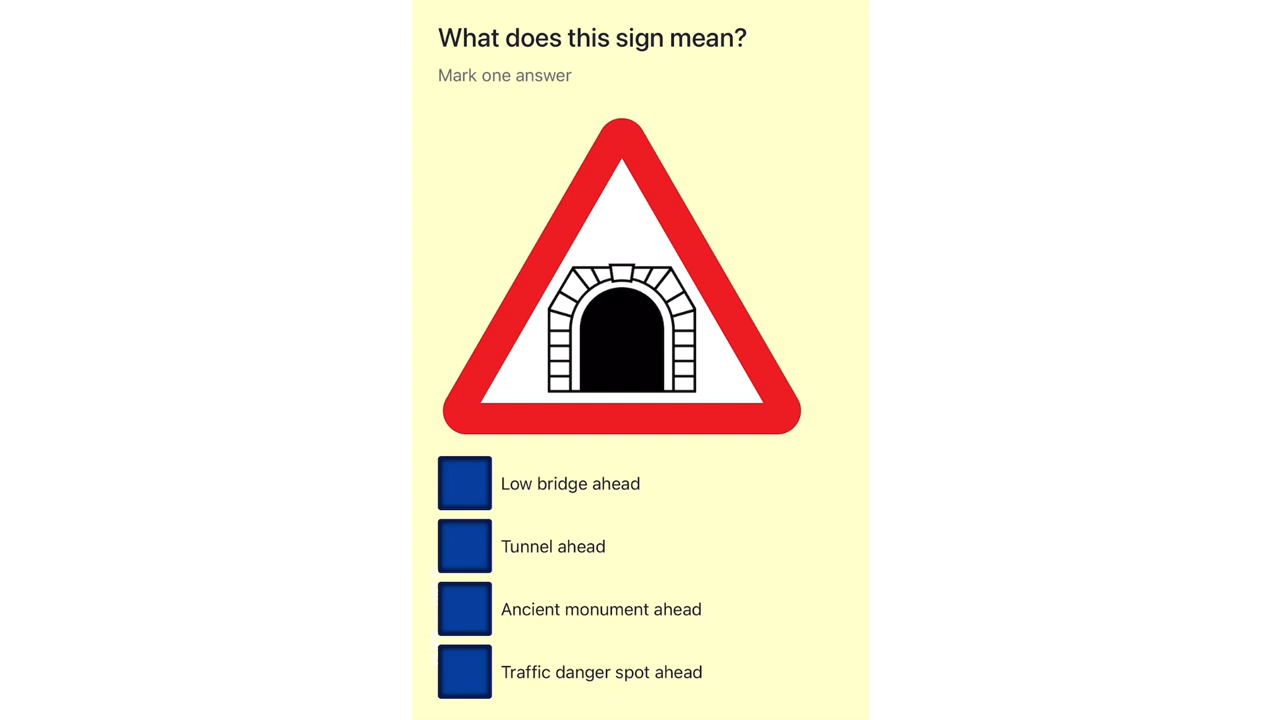 What does this sign mean?
Mark one answer
Low bridge ahead
Tunnel ahead
Ancient monument ahead
Traffic danger spot ahead